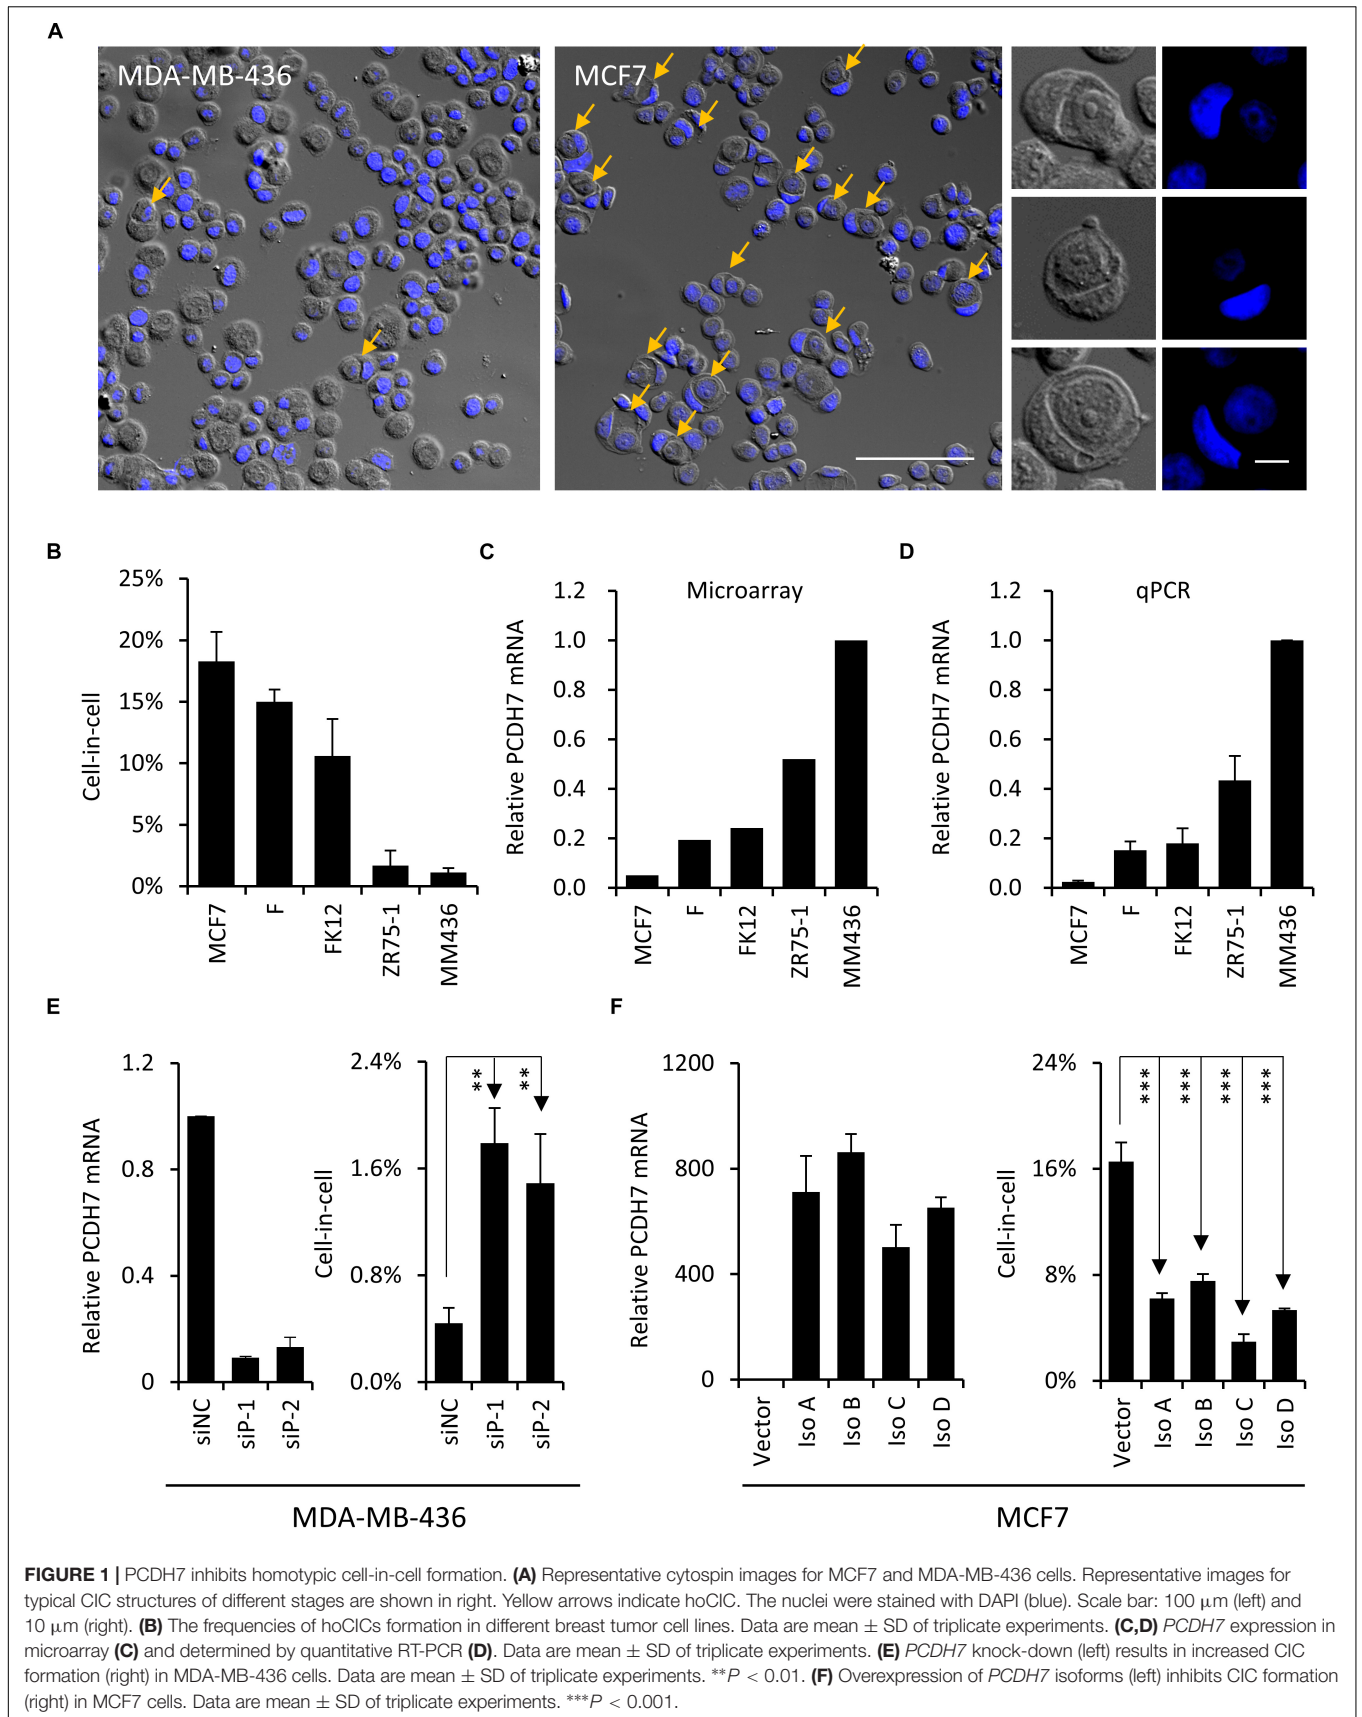 A
MDA-MB-436
MCF7
B
25%
20%
15%
10%
5%
0%
Cell-in-cell
MCF7
F
FK12
ZR75-1
MM436
C
Microarray
1.2
1.0
0.8
0.6
0.4
0.2
0.0
Relative PCDH7 mRNA
MCF7
F
FK12
ZR75-1
MM436
D
qPCR
1.2
1.0
0.8
0.6
0.4
0.2
0.0
Relative PCDH7 mRNA
MCF7
F
FK12
ZR75-1
MM436
E
1.2
0.8
0.4
0
Relative PCDH7 mRNA
siNC
siP-1
siP-2
2.4%
1.6%
0.8%
0.0%
Cell-in-cell
**
**
siNC
siP-1
siP-2
MDA-MB-436
F
1200
800
400
0
Relative PCDH7 mRNA
Vector
Iso A
Iso B
Iso C
Iso D
24%
16%
8%
0%
Cell-in-cell
***
***
***
***
Vector
Iso A
Iso B
Iso C
Iso D
MCF7
FIGURE 1 | PCDH7 inhibits homotypic cell-in-cell formation. (A) Representative cytospin images for MCF7 and MDA-MB-436 cells. Representative images for
typical CIC structures of different stages are shown in right. Yellow arrows indicate hoCIC. The nuclei were stained with DAPI (blue). Scale bar: 100 μm (left) and
10 μm (right). (B) The frequencies of hoCICs formation in different breast tumor cell lines. Data are mean ± SD of triplicate experiments. (C,D) PCDH7 expression in
microarray (C) and determined by quantitative RT-PCR (D). Data are mean ± SD of triplicate experiments. (E) PCDH7 knock-down (left) results in increased CIC
formation (right) in MDA-MB-436 cells. Data are mean ± SD of triplicate experiments. **P < 0.01. (F) Overexpression of PCDH7 isoforms (left) inhibits CIC formation
(right) in MCF7 cells. Data are mean ± SD of triplicate experiments. ***P < 0.001.